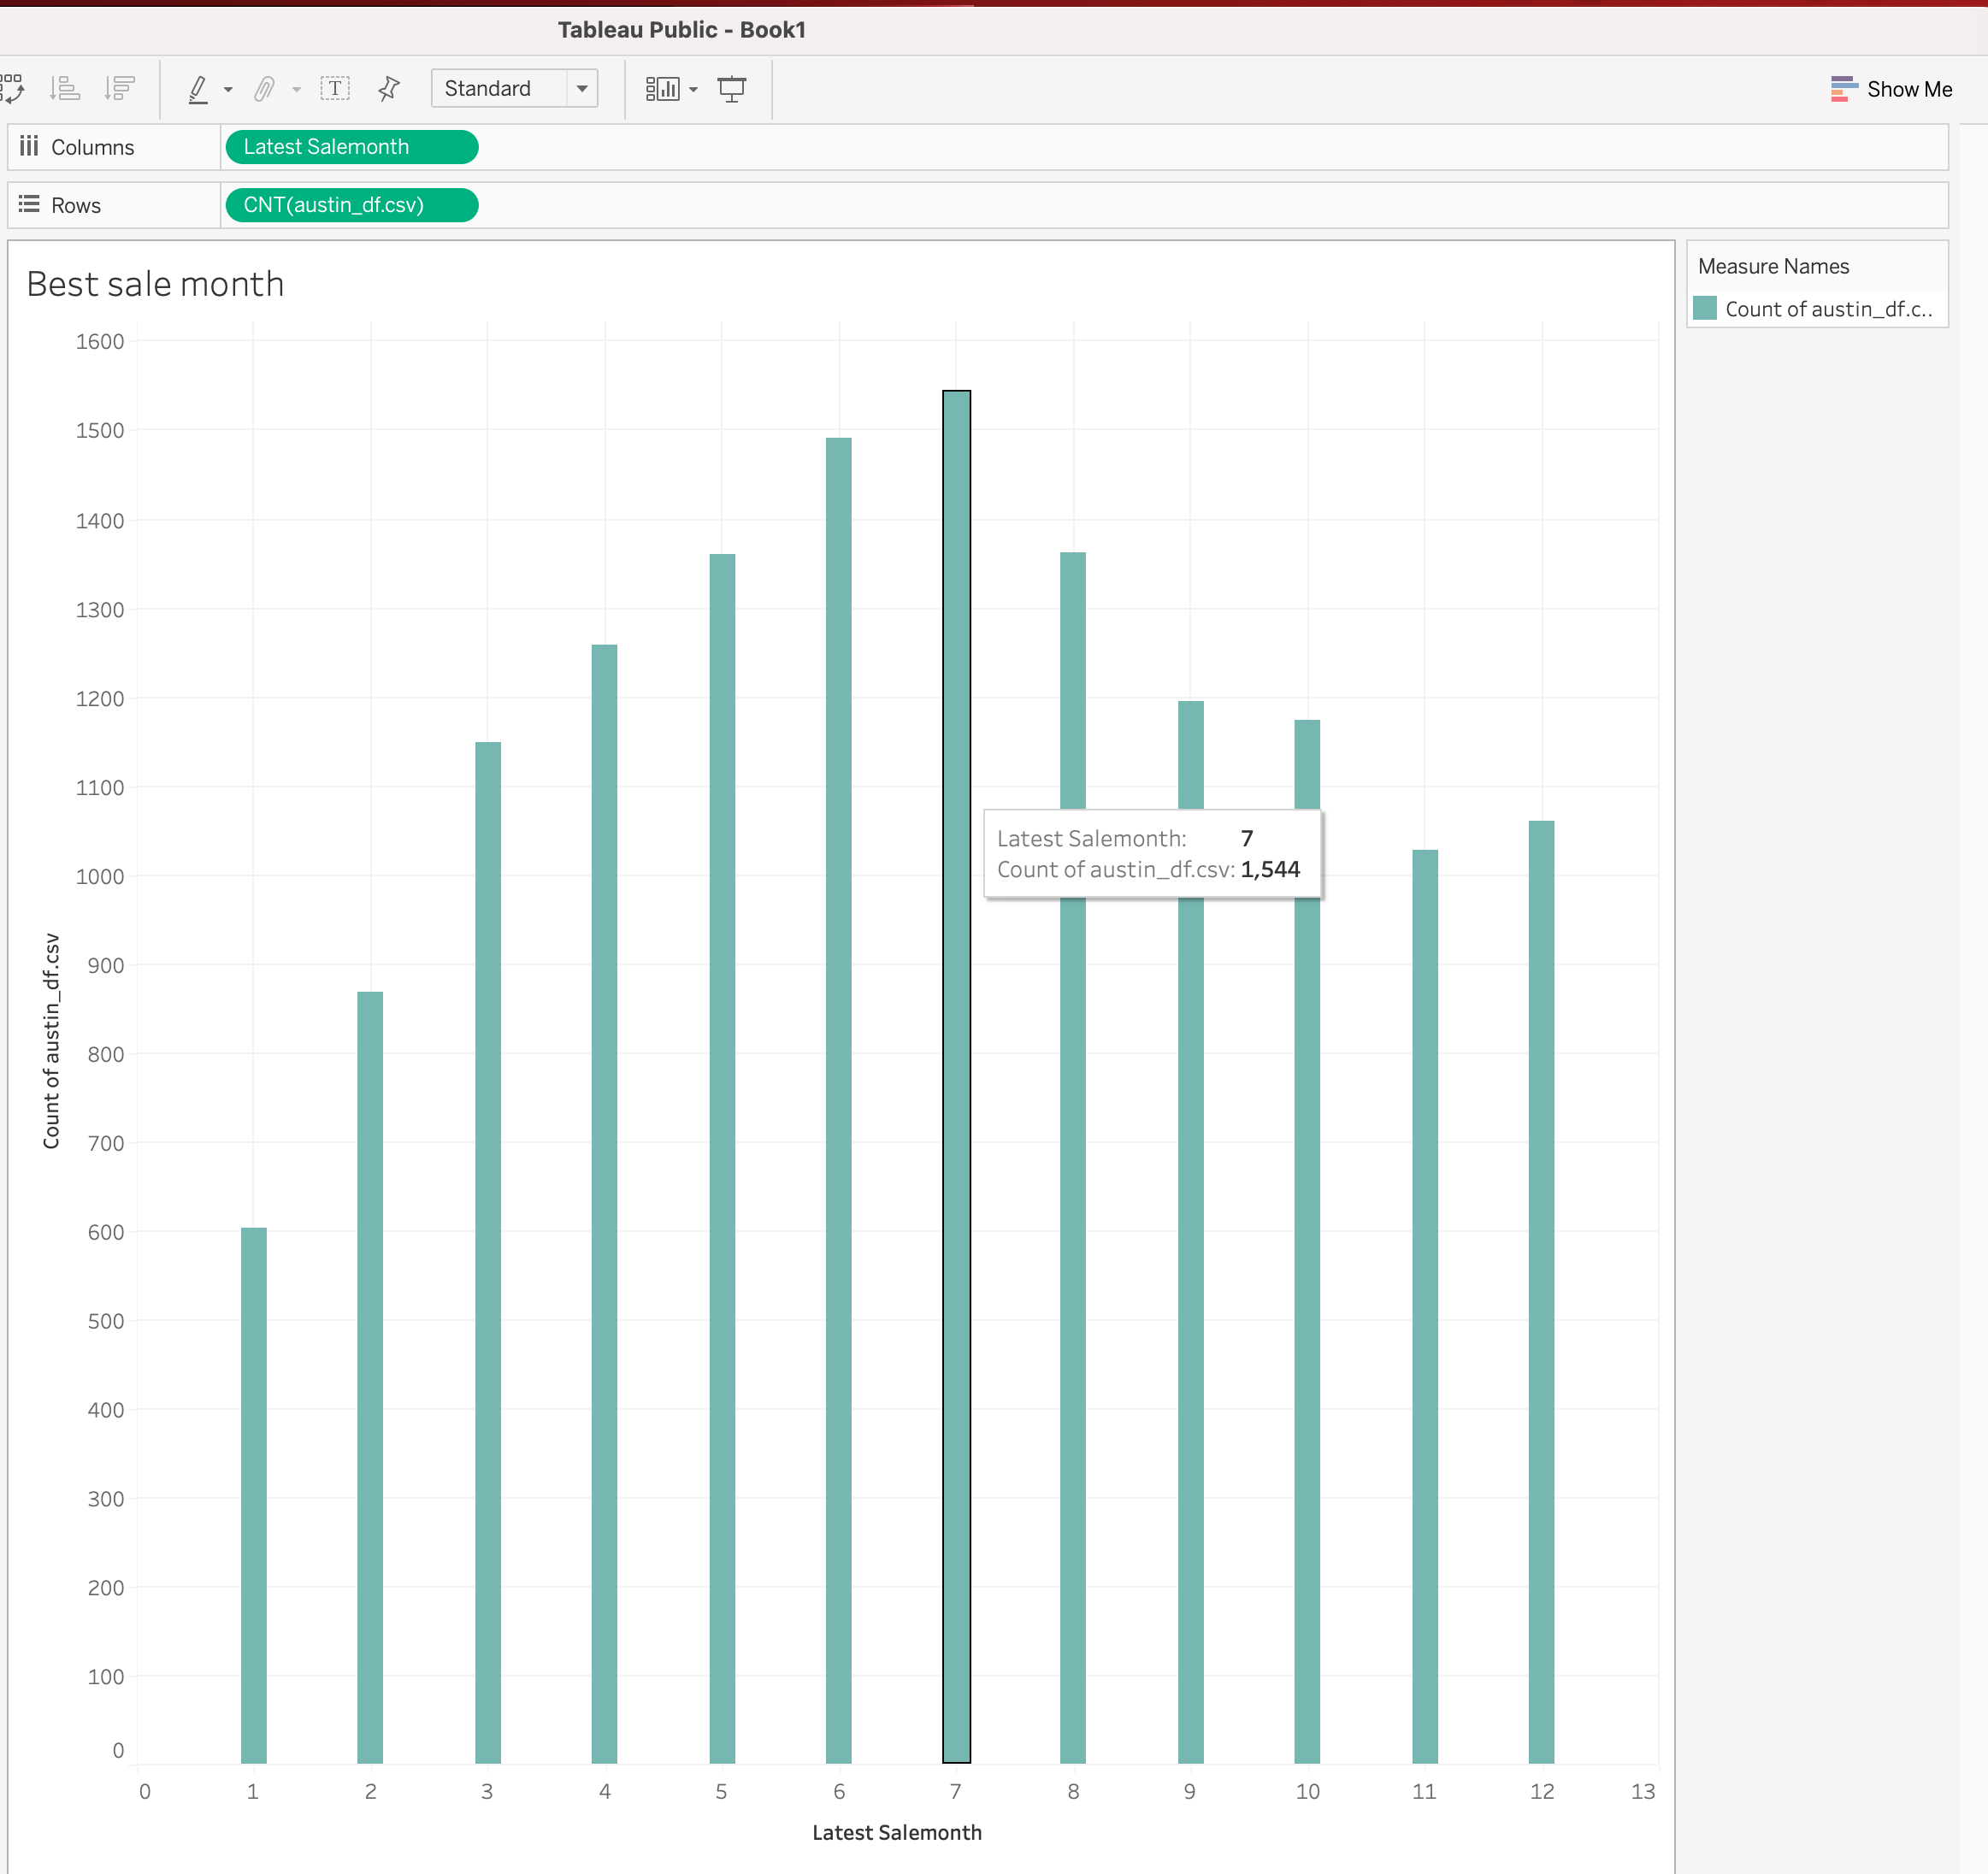 Tableau Public - Book1
T
Standard
Show Me
Columns
Latest Salemonth
Rows
CNT(austin_df.csv)
Best sale month
Measure Names
Count of austin_df.c..
1600
1500
1400
1300
1200
1100
1000
900
800
700
600
500
400
300
200
100
0
Count of austin_df.csv
Latest Salemonth: 7
Count of austin_df.csv: 1,544
0 1 2 3 4 5 6 7 8 9 10 11 12 13
Latest Salemonth